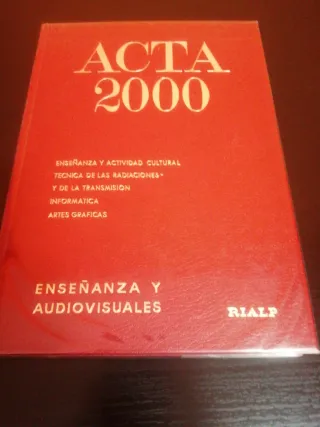 ACTA
2000
ENSEÑANZA Y ACTIVIDAD CULTURAL
TECNICA DE LAS RADIACIONES
Y DE LA TRANSMISION
INFORMATICA
ARTES GRAFICAS
ENSEÑANZA Y
AUDIOVISUALES
RIALP